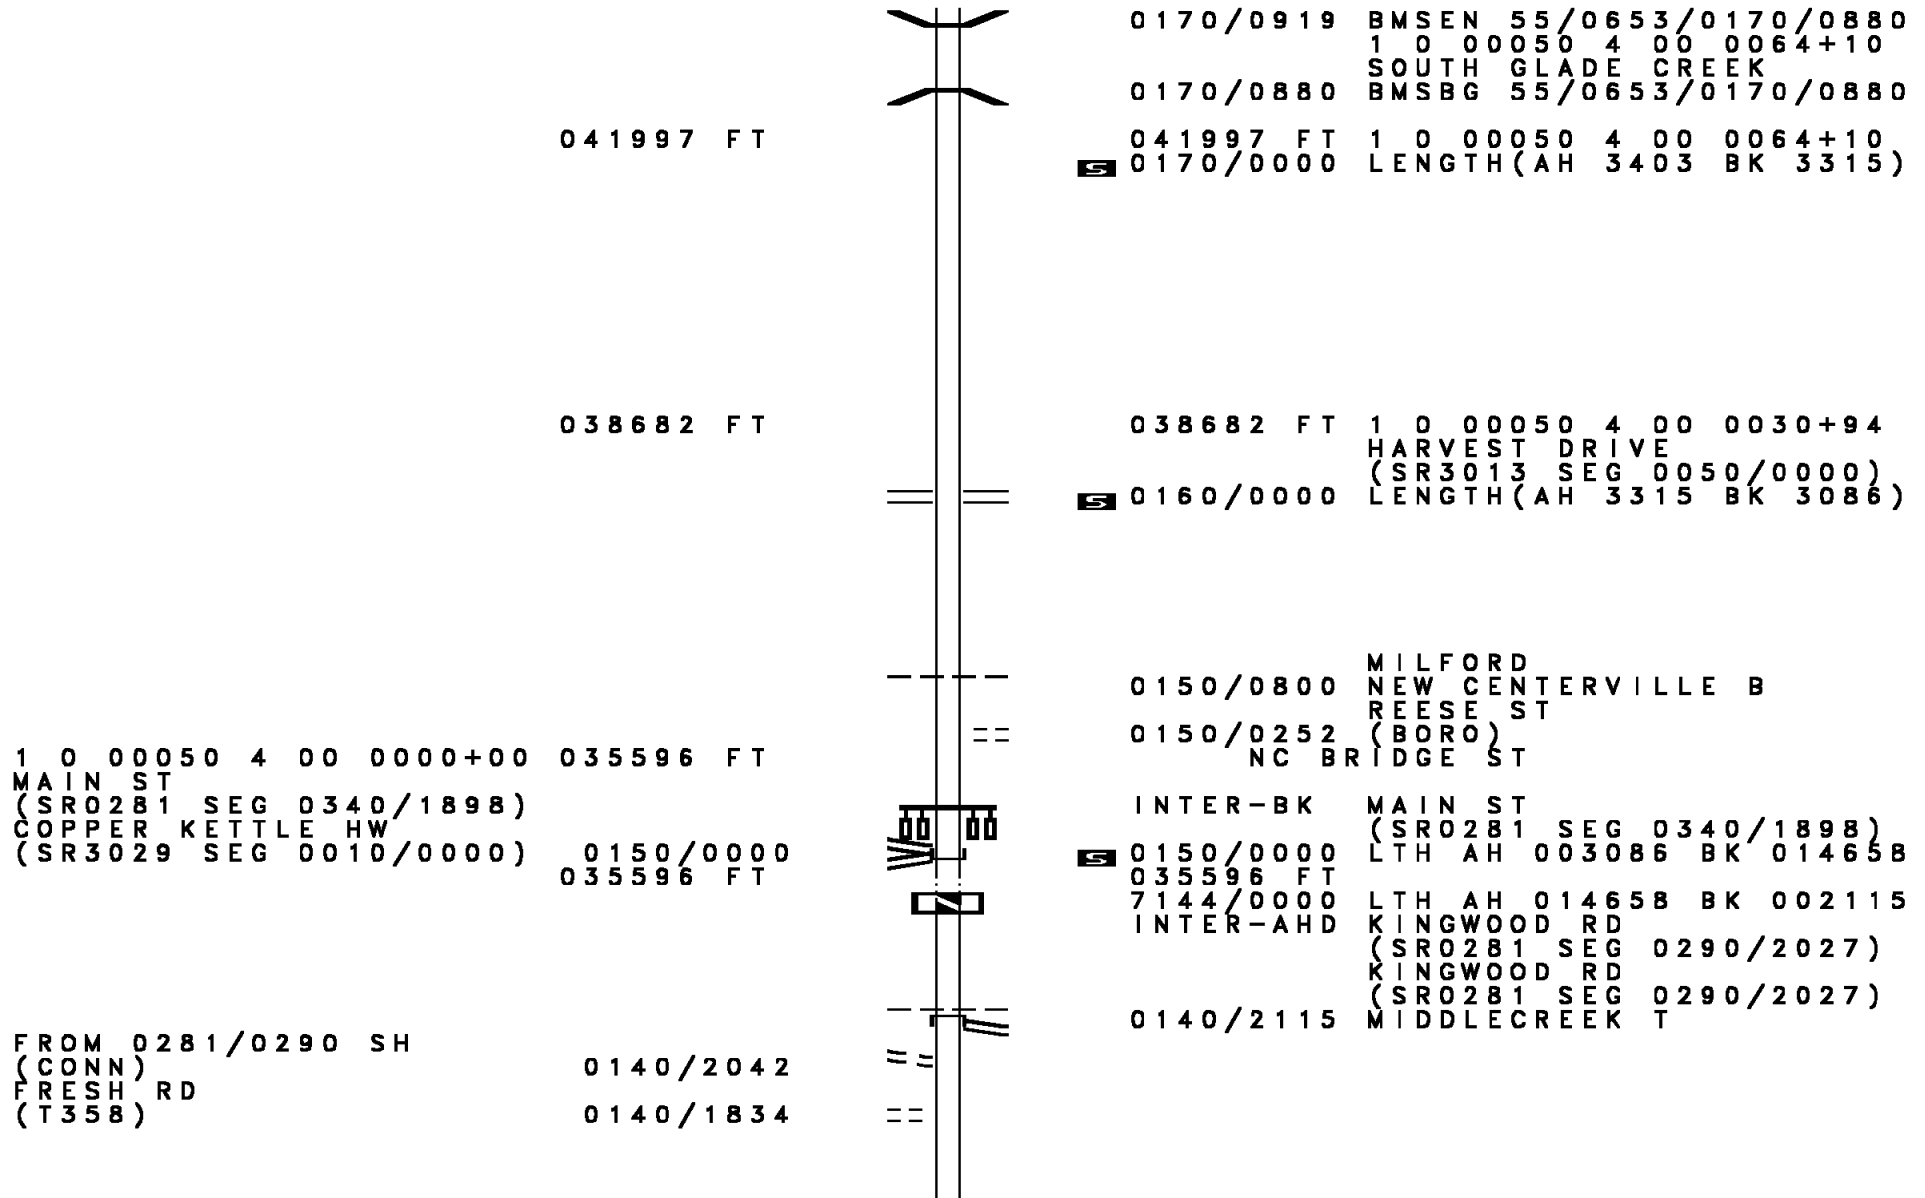 0170/0919 BMSEN 55/0653/0170/0880
1 0 00050 4 00 0064+10
SOUTH GLADE CREEK
0170/0880 BMSBG 55/0653/0170/0880
041997 FT
041997 FT 1 0 00050 4 00 0064+10
S 0170/0000 LENGTH(AH 3403 BK 3315)
038682 FT
038682 FT 1 0 00050 4 00 0030+94
HARVEST DRIVE
(SR3013 SEG 0050/0000)
S 0160/0000 LENGTH(AH 3315 BK 3086)
MILFORD
0150/0800 NEW CENTERVILLE B
REESE ST
0150/0252 (BORO)
NC BRIDGE ST
1 0 00050 4 00 0000+00 035596 FT
MAIN ST
(SR0281 SEG 0340/1898)
COPPER KETTLE HW
(SR3029 SEG 0010/0000) 0150/0000
035596 FT
INTER-BK MAIN ST
(SR0281 SEG 0340/1898)
S 0150/0000 LTH AH 003086 BK 014658
035596 FT
7144/0000 LTH AH 014658 BK 002115
INTER-AHD KINGWOOD RD
(SR0281 SEG 0290/2027)
KINGWOOD RD
(SR0281 SEG 0290/2027)
0140/2115 MIDDLECREEK T
FROM 0281/0290 SH
(CONN) 0140/2042
FRESH RD
(T358) 0140/1834